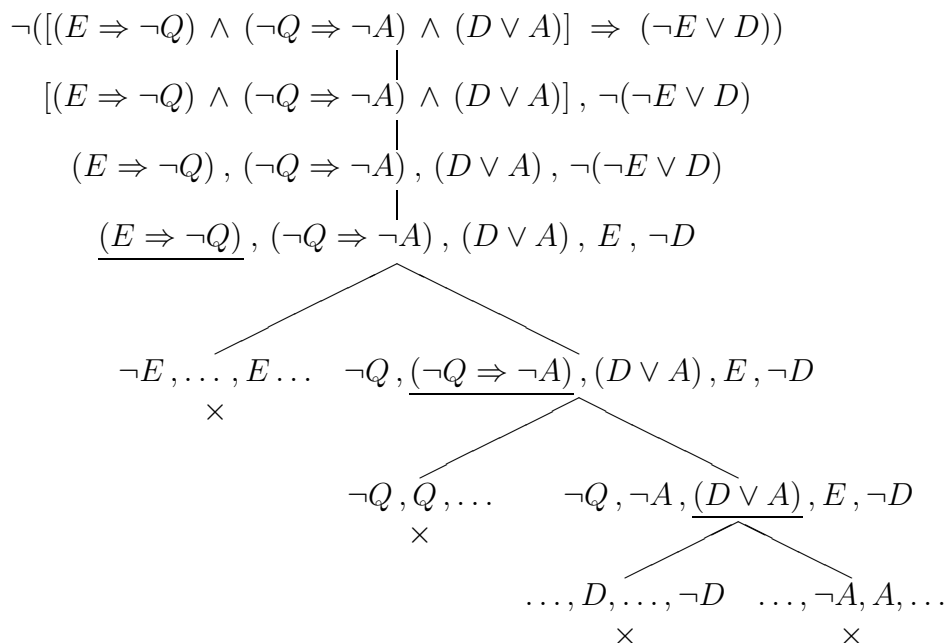 ¬([(E ⇒ ¬Q) ∧ (¬Q ⇒ ¬A) ∧ (D ∨ A)] ⇒ (¬E ∨ D))
[(E ⇒ ¬Q) ∧ (¬Q ⇒ ¬A) ∧ (D ∨ A)] , ¬(¬E ∨ D)
(E ⇒ ¬Q) , (¬Q ⇒ ¬A) , (D ∨ A) , ¬(¬E ∨ D)
(E ⇒ ¬Q) , (¬Q ⇒ ¬A) , (D ∨ A) , E , ¬D
¬E , … , E … ¬Q , (¬Q ⇒ ¬A) , (D ∨ A) , E , ¬D
×
¬Q , Q , … ¬Q , ¬A , (D ∨ A) , E , ¬D
×
… , D, … , ¬D … , ¬A, A, …
× ×